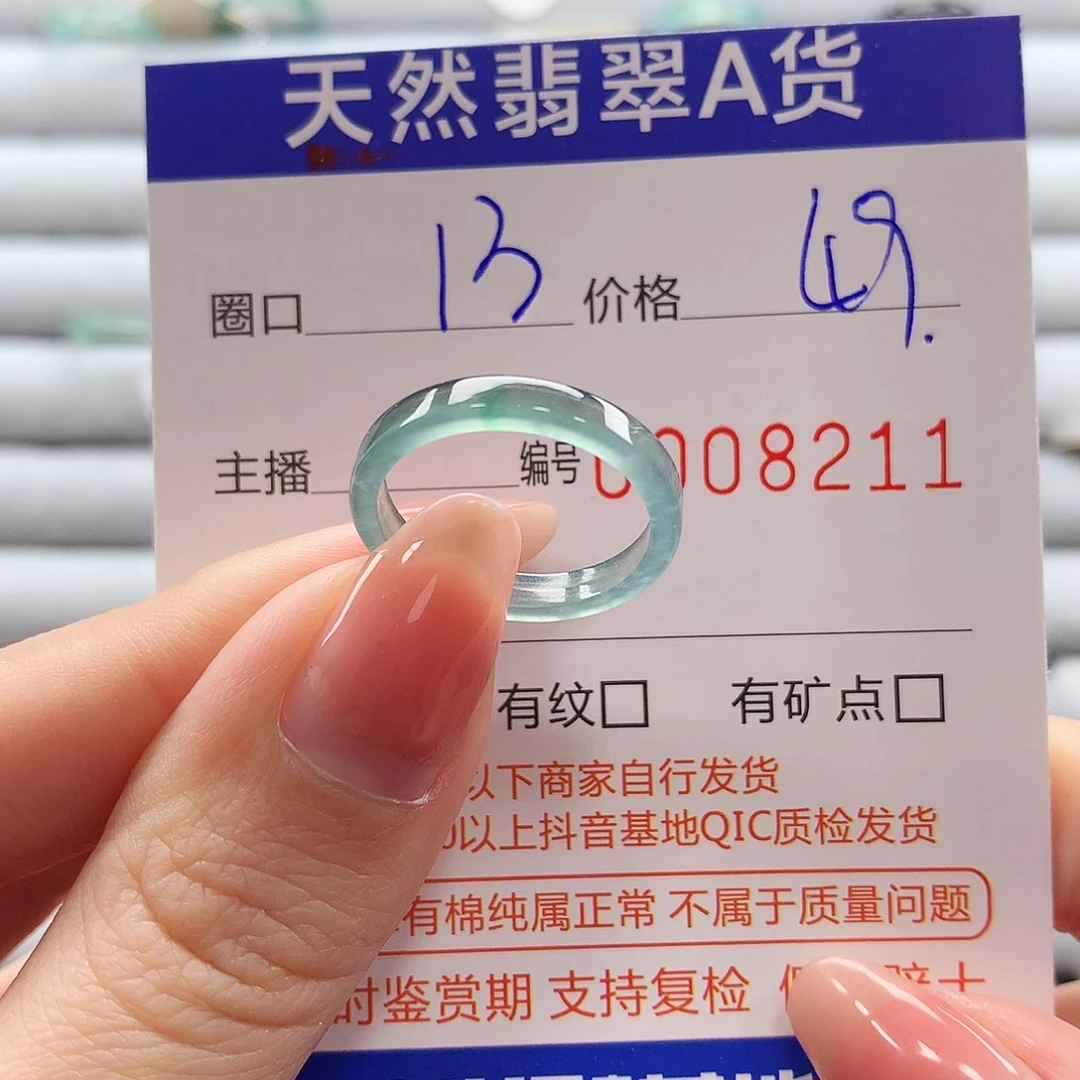 天然翡翠A货
圈口 13 价格 49.
主播 编号 0008211
有纹□ 有矿点□
以下商家自行发货
0以上抖音基地QIC质检发货
有棉纯属正常 不属于质量问题
时鉴赏期 支持复检